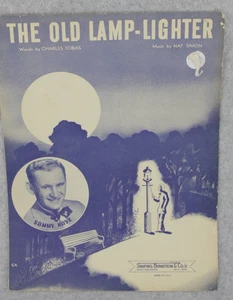 THE OLD LAMP-LIGHTER
Words by CHARLES TOBIAS
Music by NAT SIMON
SAMMY KAYE
SHAPIRO, BERNSTEIN & CO. INC.